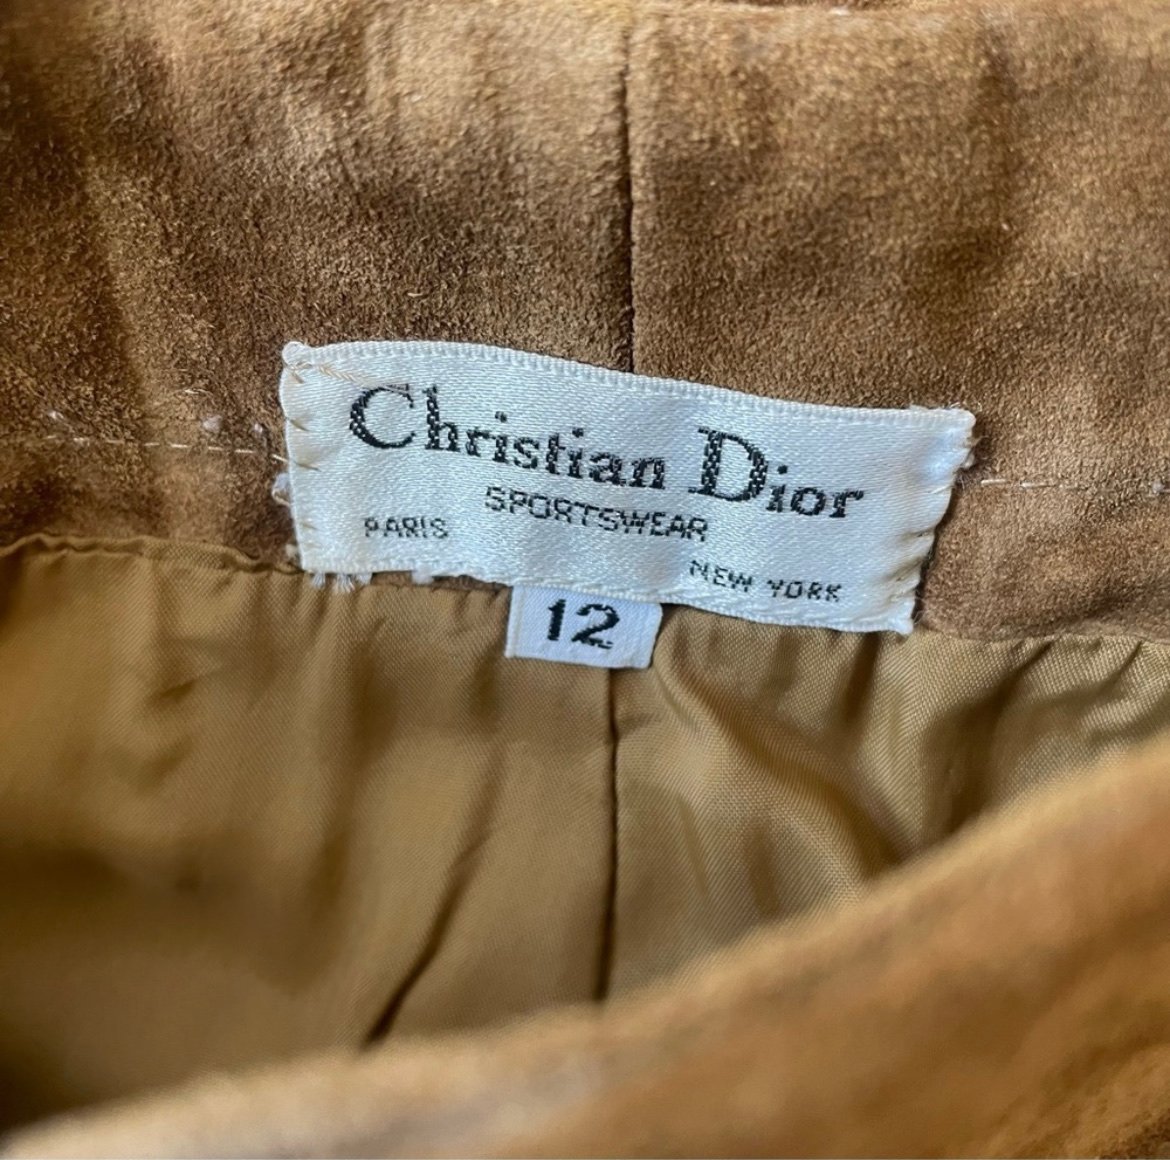 Christian Dior
SPORTSWEAR
PARIS
NEW YORK
12